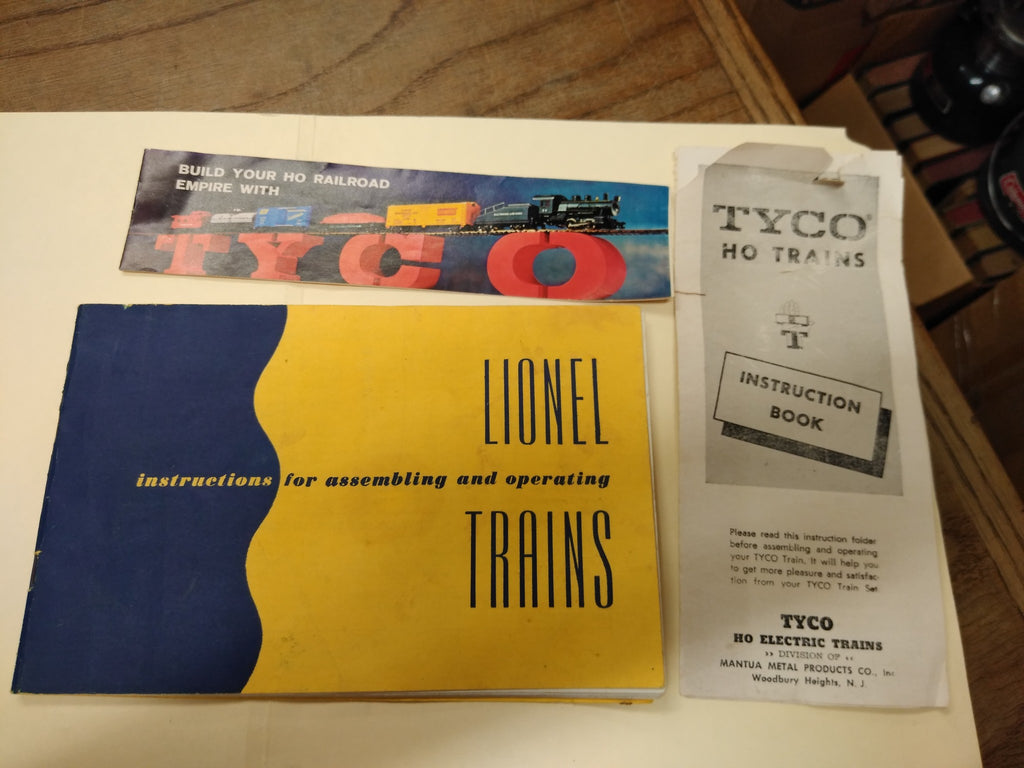 BUILD YOUR HO RAILROAD
EMPIRE WITH
TYCO
LIONEL
instructions for assembling and operating
TRAINS
TYCO®
HO TRAINS
T
INSTRUCTION
BOOK
Please read this instruction folder
before assembling and operating
your TYCO Train. It will help you
to get more pleasure and satisfac-
tion from your TYCO Train Set
TYCO
HO ELECTRIC TRAINS
›› DIVISION OF ‹‹
MANTUA METAL PRODUCTS CO., Inc
Woodbury Heights, N. J.